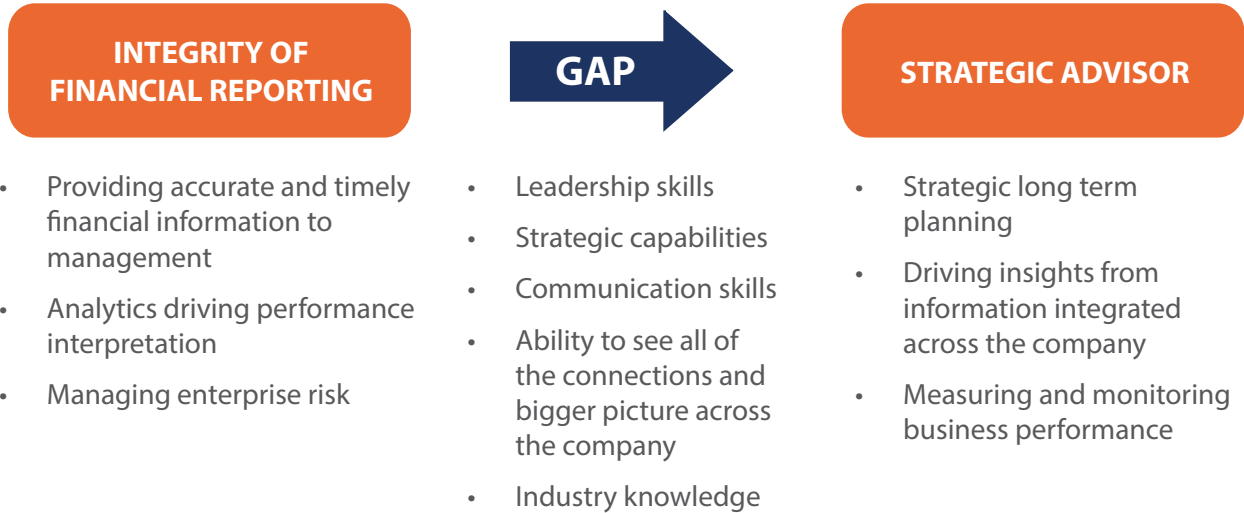 INTEGRITY OF
FINANCIAL REPORTING
• Providing accurate and timely
financial information to
management
• Analytics driving performance
interpretation
• Managing enterprise risk
GAP
• Leadership skills
• Strategic capabilities
• Communication skills
• Ability to see all of
the connections and
bigger picture across
the company
• Industry knowledge
STRATEGIC ADVISOR
• Strategic long term
planning
• Driving insights from
information integrated
across the company
• Measuring and monitoring
business performance